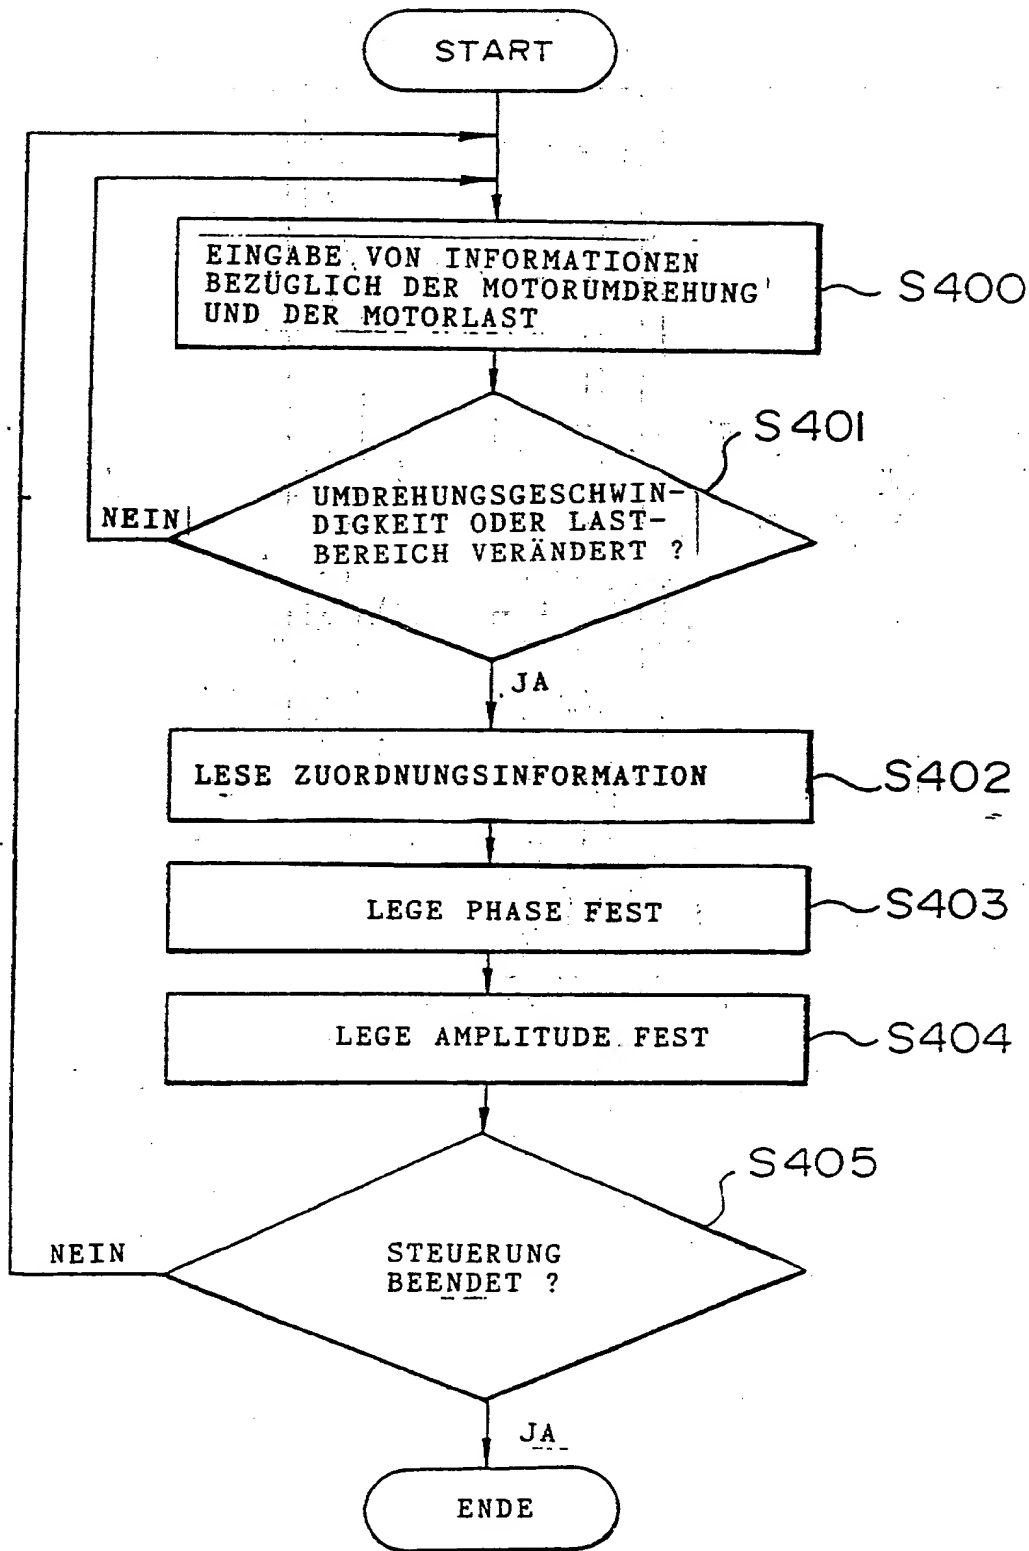 START
EINGABE VON INFORMATIONEN
BEZÜGLICH DER MOTORUMDREHUNG
UND DER MOTORLAST
S400
S401
UMDREHUNGSGESCHWIN-
DIGKEIT ODER LAST-
BEREICH VERÄNDERT ?
NEIN
JA
LESE ZUORDNUNGSINFORMATION
S402
LEGE PHASE FEST
S403
LEGE AMPLITUDE FEST
S404
S405
STEUERUNG
BEENDET ?
NEIN
JA
ENDE